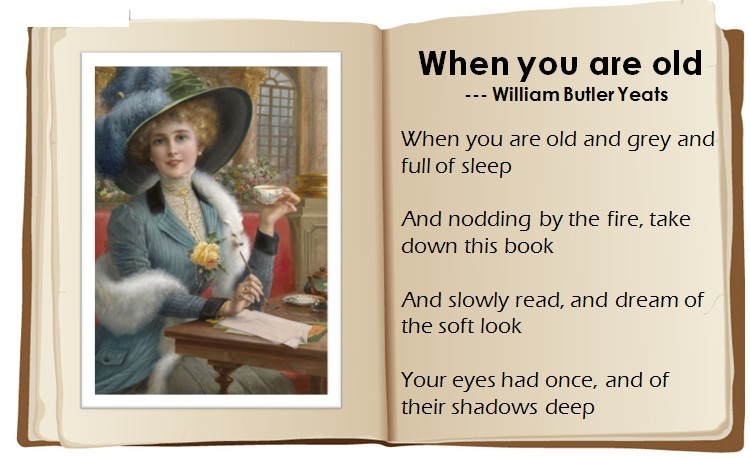 When you are old
--- William Butler Yeats
When you are old and grey and
full of sleep
And nodding by the fire, take
down this book
And slowly read, and dream of
the soft look
Your eyes had once, and of
their shadows deep